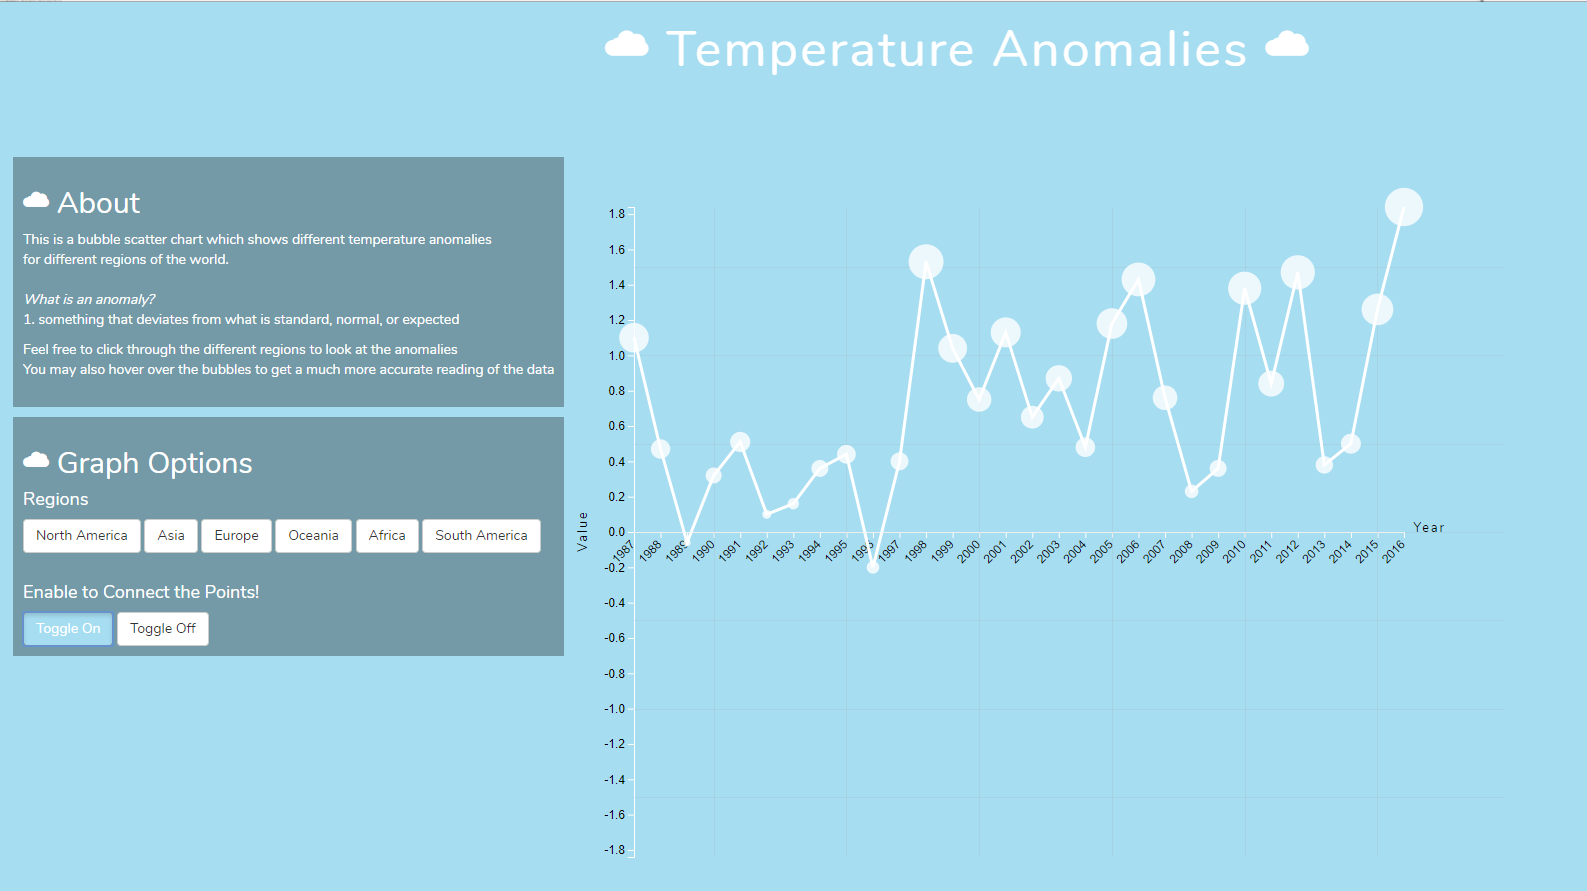 Temperature Anomalies
About
This is a bubble scatter chart which shows different temperature anomalies
for different regions of the world.
What is an anomaly?
1. something that deviates from what is standard, normal, or expected
Feel free to click through the different regions to look at the anomalies
You may also hover over the bubbles to get a much more accurate reading of the data
Graph Options
Regions
North America Asia Europe Oceania Africa South America
Enable to Connect the Points!
Toggle On Toggle Off
Value
1.8
1.6
1.4
1.2
1.0
0.8
0.6
0.4
0.2
0.0
-0.2
-0.4
-0.6
-0.8
-1.0
-1.2
-1.4
-1.6
-1.8
1987 1988 1989 1990 1991 1992 1993 1994 1995 1996 1997 1998 1999 2000 2001 2002 2003 2004 2005 2006 2007 2008 2009 2010 2011 2012 2013 2014 2015 2016
Year